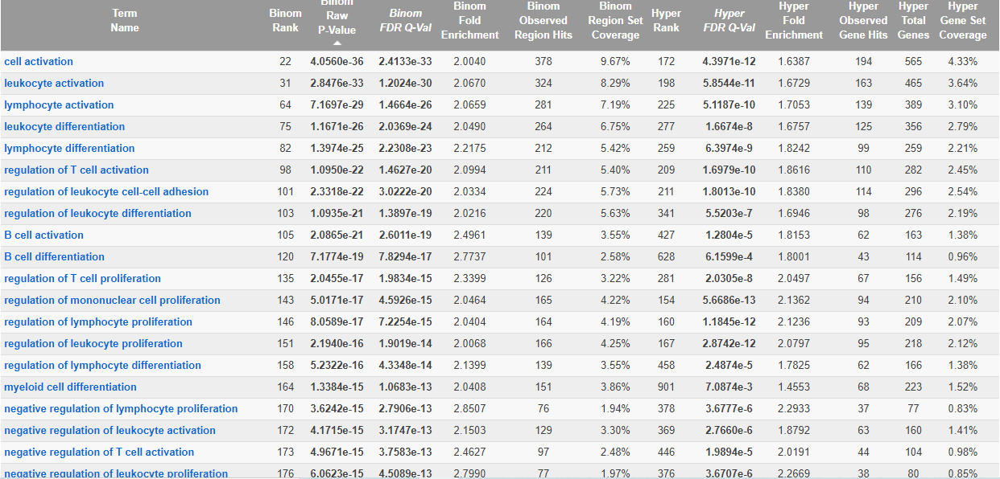 Term Name Binom Rank Binom Raw P-Value Binom FDR Q-Val Binom Fold Enrichment Binom Observed Region Hits Binom Region Set Coverage Hyper Rank Hyper FDR Q-Val Hyper Fold Enrichment Hyper Observed Gene Hits Hyper Total Genes Hyper Gene Set Coverage
cell activation 22 4.0560e-36 2.4133e-33 2.0040 378 9.67% 172 4.3971e-12 1.6387 194 565 4.33%
leukocyte activation 31 2.8476e-33 1.2024e-30 2.0670 324 8.29% 198 5.8544e-11 1.6729 163 465 3.64%
lymphocyte activation 64 7.1697e-29 1.4664e-26 2.0659 281 7.19% 225 5.1187e-10 1.7053 139 389 3.10%
leukocyte differentiation 75 1.1671e-26 2.0369e-24 2.0490 264 6.75% 277 1.6674e-8 1.6757 125 356 2.79%
lymphocyte differentiation 82 1.3974e-25 2.2308e-23 2.2175 212 5.42% 259 6.3974e-9 1.8242 99 259 2.21%
regulation of T cell activation 98 1.0950e-22 1.4627e-20 2.0994 211 5.40% 209 1.6979e-10 1.8616 110 282 2.45%
regulation of leukocyte cell-cell adhesion 101 2.3318e-22 3.0222e-20 2.0334 224 5.73% 211 1.8013e-10 1.8380 114 296 2.54%
regulation of leukocyte differentiation 103 1.0935e-21 1.3897e-19 2.0216 220 5.63% 341 5.5203e-7 1.6946 98 276 2.19%
B cell activation 105 2.0865e-21 2.6011e-19 2.4961 139 3.55% 427 1.2804e-5 1.8153 62 163 1.38%
B cell differentiation 120 7.1774e-19 7.8294e-17 2.7737 101 2.58% 628 6.1599e-4 1.8001 43 114 0.96%
regulation of T cell proliferation 135 2.0455e-17 1.9834e-15 2.3399 126 3.22% 281 2.0305e-8 2.0497 67 156 1.49%
regulation of mononuclear cell proliferation 143 5.0171e-17 4.5926e-15 2.0464 165 4.22% 154 5.6686e-13 2.1362 94 210 2.10%
regulation of lymphocyte proliferation 146 8.0589e-17 7.2254e-15 2.0404 164 4.19% 160 1.1845e-12 2.1236 93 209 2.07%
regulation of leukocyte proliferation 151 2.1940e-16 1.9019e-14 2.0068 166 4.25% 167 2.8742e-12 2.0797 95 218 2.12%
regulation of lymphocyte differentiation 158 5.2322e-16 4.3348e-14 2.1399 139 3.55% 458 2.4874e-5 1.7825 62 166 1.38%
myeloid cell differentiation 164 1.3384e-15 1.0683e-13 2.0408 151 3.86% 901 7.0874e-3 1.4553 68 223 1.52%
negative regulation of lymphocyte proliferation 170 3.6242e-15 2.7906e-13 2.8507 76 1.94% 378 3.6777e-6 2.2933 37 77 0.83%
negative regulation of leukocyte activation 172 4.1715e-15 3.1747e-13 2.1503 129 3.30% 369 2.7660e-6 1.8792 63 160 1.41%
negative regulation of T cell activation 173 4.9671e-15 3.7583e-13 2.4627 97 2.48% 446 1.9894e-5 2.0191 44 104 0.98%
negative regulation of leukocyte proliferation 176 6.0623e-15 4.5089e-13 2.7990 77 1.97% 376 3.6707e-6 2.2669 38 80 0.85%